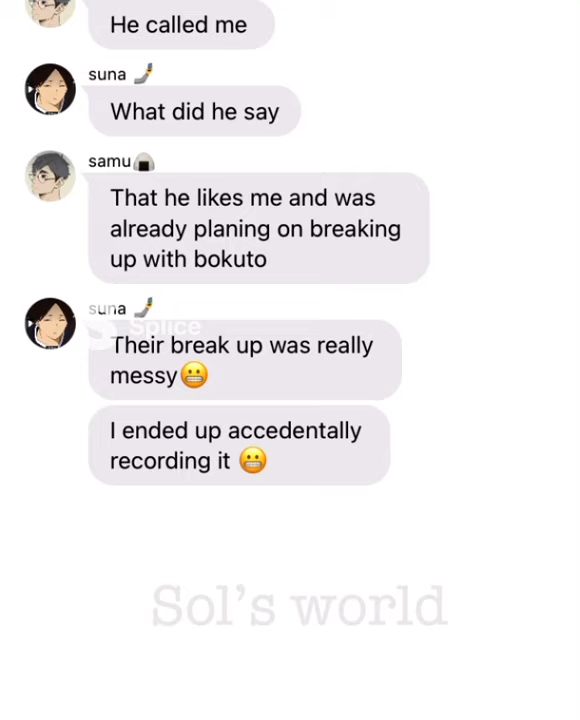 He called me
suna 🤳
What did he say
samu🍙
That he likes me and was
already planing on breaking
up with bokuto
suna 🤳
Splice
Their break up was really
messy😬
I ended up accedentally
recording it 😬
Sol's world